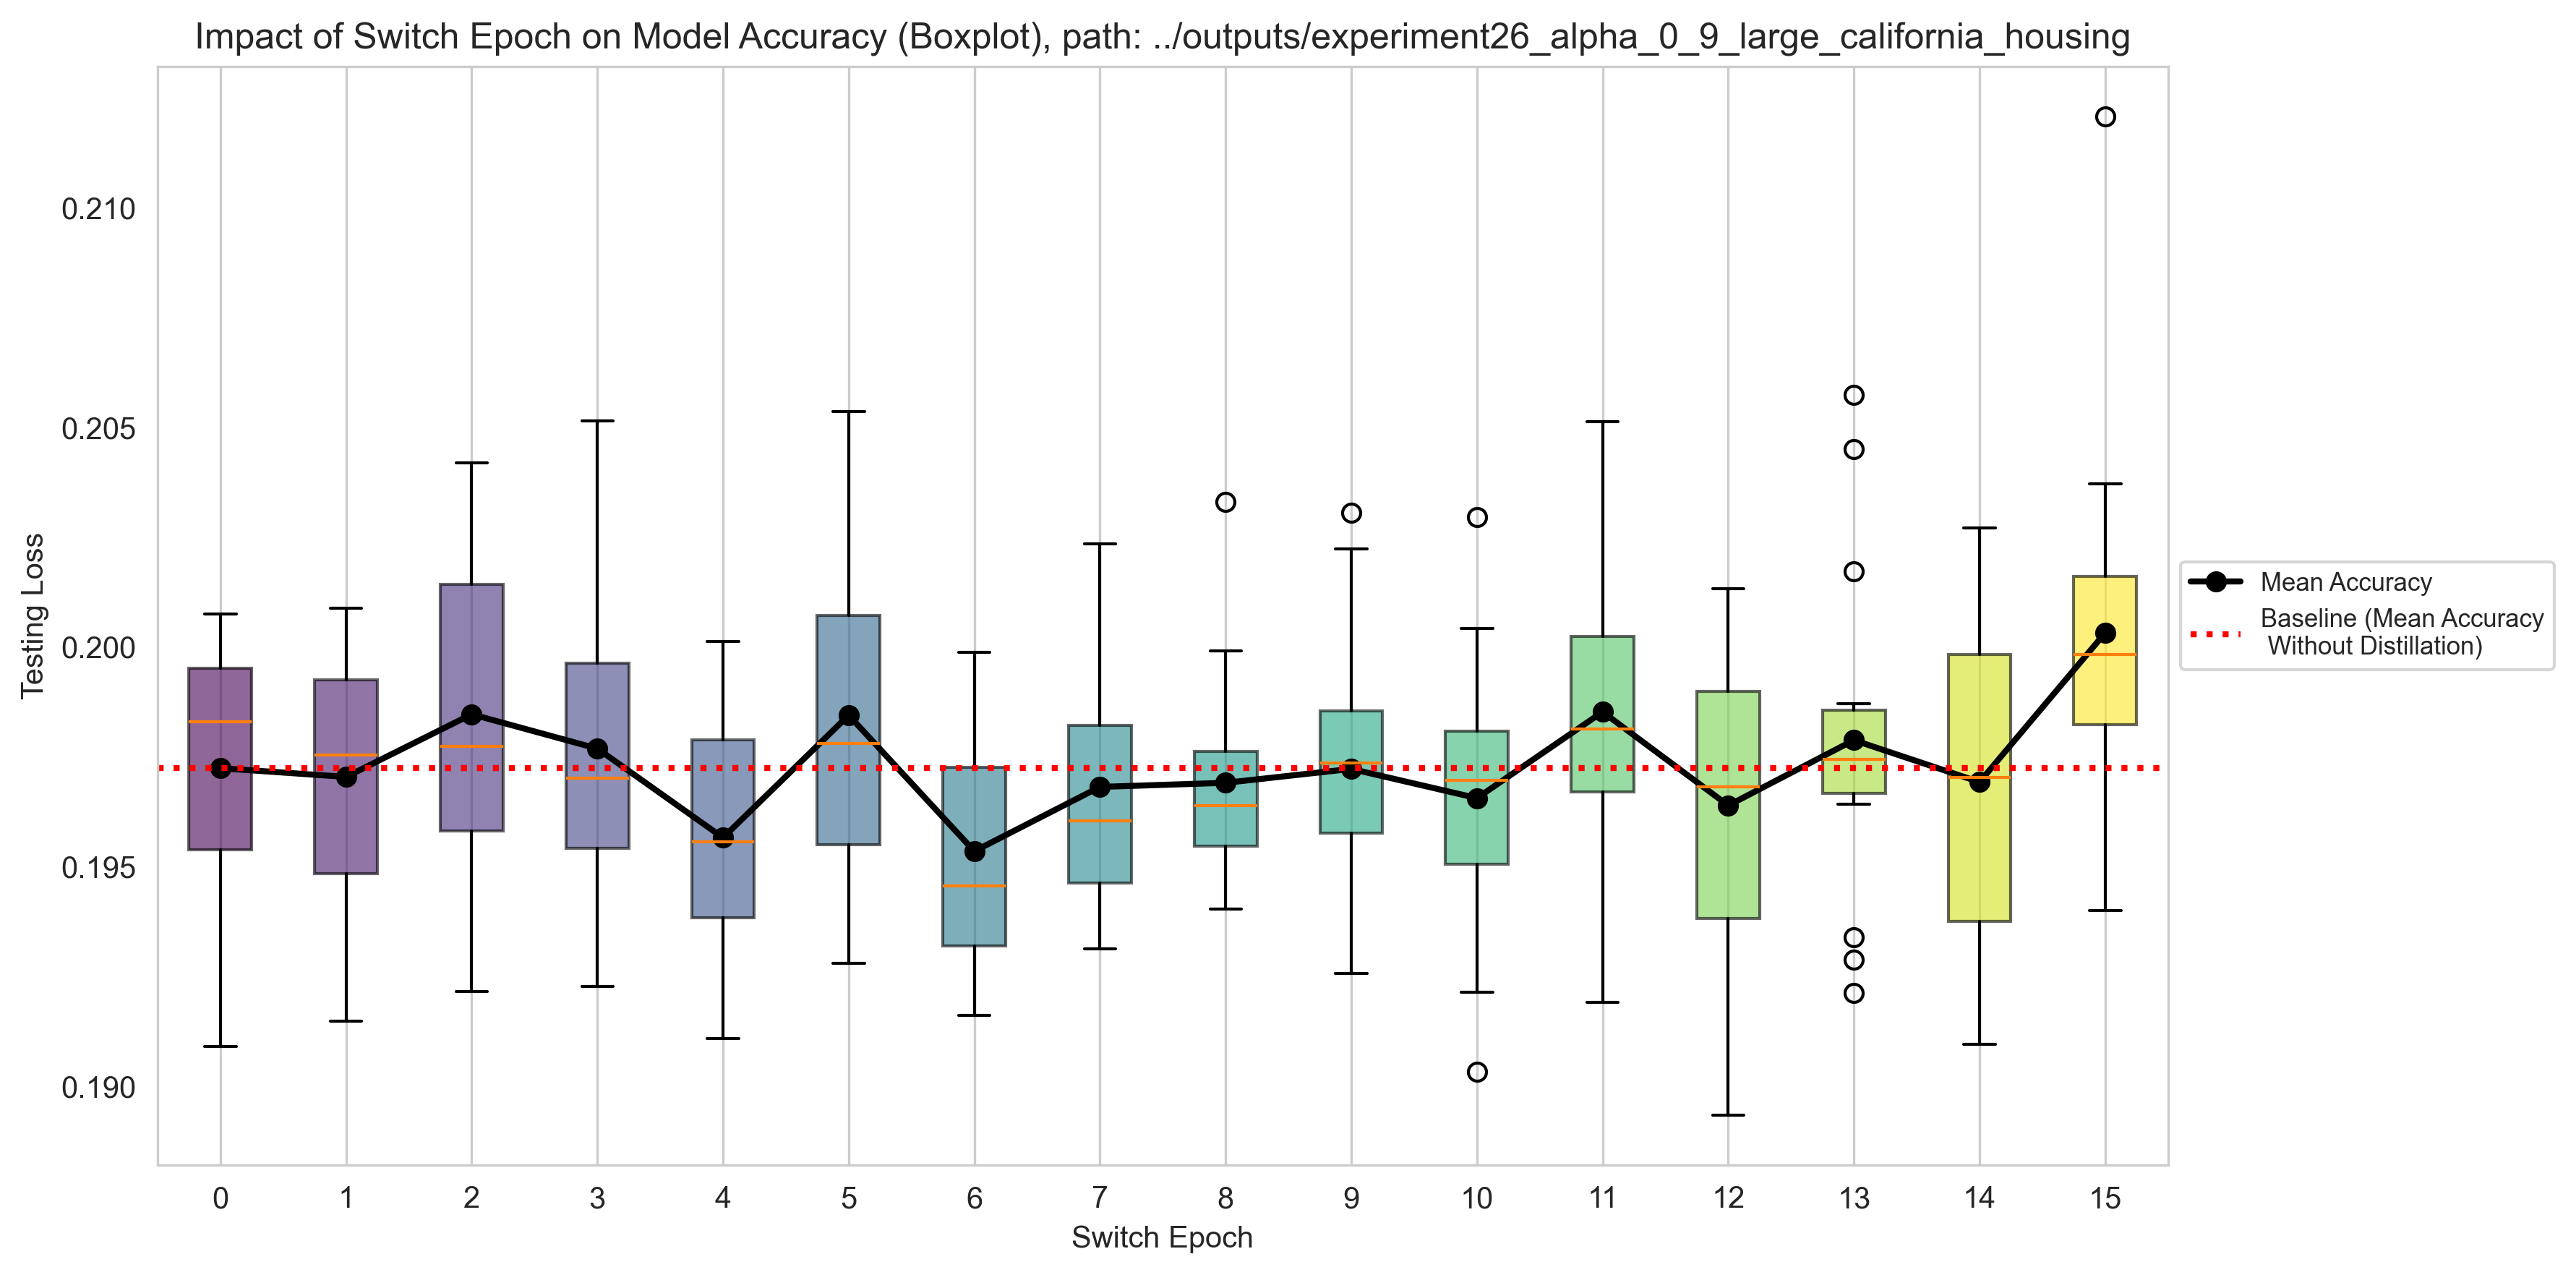 Impact of Switch Epoch on Model Accuracy (Boxplot), path: ../outputs/experiment26_alpha_0_9_large_california_housing
0.210
0.205
0.200
0.195
0.190
Testing Loss
0 1 2 3 4 5 6 7 8 9 10 11 12 13 14 15
Switch Epoch
Mean Accuracy
Baseline (Mean Accuracy
Without Distillation)